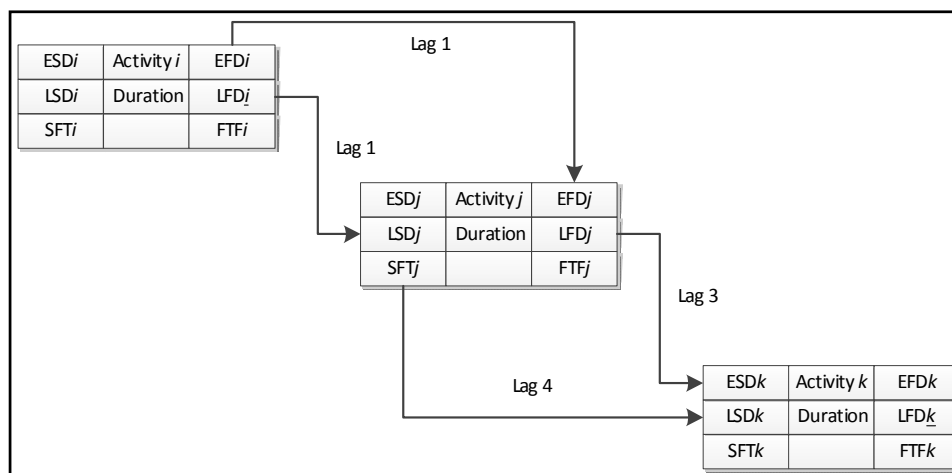 Lag 1
ESDi Activity i EFDi
LSDi Duration LFDi
SFTi FTFi
Lag 1
ESDj Activity j EFDj
LSDj Duration LFDj
SFTj FTFj
Lag 3
Lag 4
ESDk Activity k EFDk
LSDk Duration LFDk
SFTk FTFk